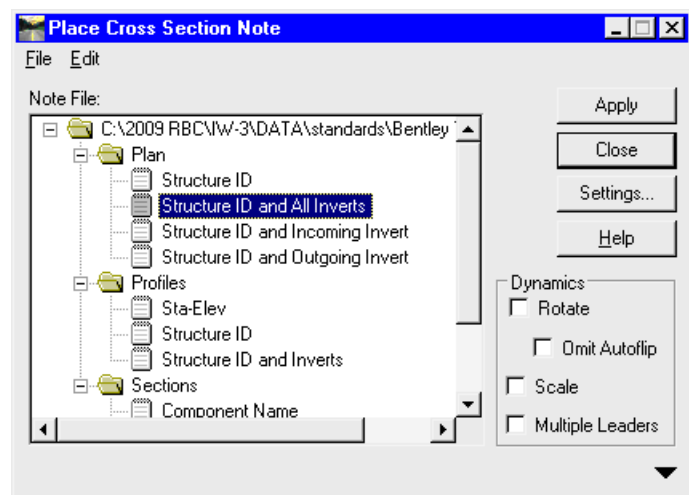 Place Cross Section Note
File Edit
Note File:
C:\2009 RBC\IW-3\DATA\standards\Bentley
Plan
Structure ID
Structure ID and All Inverts
Structure ID and Incoming Invert
Structure ID and Outgoing Invert
Profiles
Sta-Elev
Structure ID
Structure ID and Inverts
Sections
Component Name
Apply
Close
Settings...
Help
Dynamics
Rotate
Omit Autoflip
Scale
Multiple Leaders